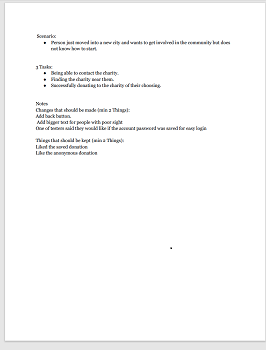 Scenario:
● Person just moved into a new city and wants to get involved in the community but does
not know how to start.
3 Tasks:
● Being able to contact the charity.
● Finding the charity near them.
● Successfully donating to the charity of their choosing.
Notes
Changes that should be made (min 2 Things):
Add back button.
Add bigger text for people with poor sight
One of testers said they would like if the account password was saved for easy login
Things that should be kept (min 2 Things):
Liked the saved donation
Like the anonymous donation